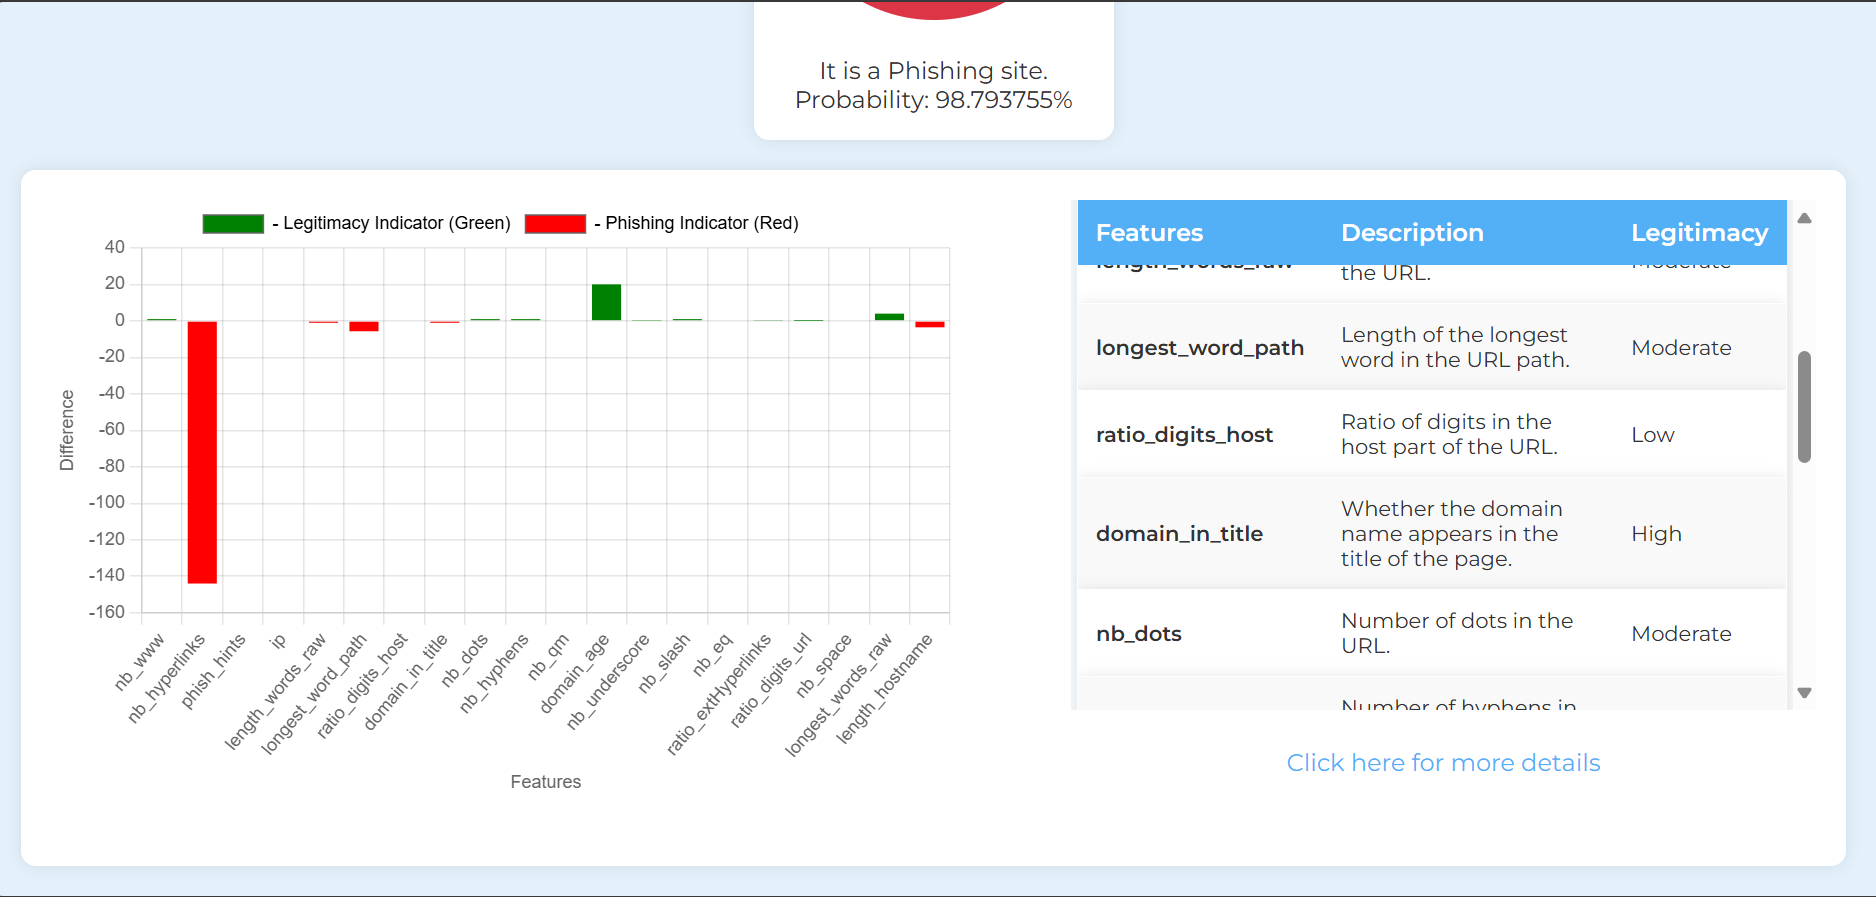 It is a Phishing site.
Probability: 98.793755%
- Legitimacy Indicator (Green)
- Phishing Indicator (Red)
40
20
0
-20
-40
-60
-80
-100
-120
-140
-160
Difference
nb_www
nb_hyperlinks
phish_hints
ip
length_words_raw
longest_word_path
ratio_digits_host
domain_in_title
nb_dots
nb_hyphens
nb_qm
domain_age
nb_underscore
nb_slash
nb_eq
ratio_extHyperlinks
ratio_digits_url
nb_space
longest_words_raw
length_hostname
Features
Features Description Legitimacy
length_words_raw
the URL.
Moderate
longest_word_path
Length of the longest
word in the URL path.
Moderate
ratio_digits_host
Ratio of digits in the
host part of the URL.
Low
domain_in_title
Whether the domain
name appears in the
title of the page.
High
nb_dots
Number of dots in the
URL.
Moderate
Number of hyphens in
Click here for more details